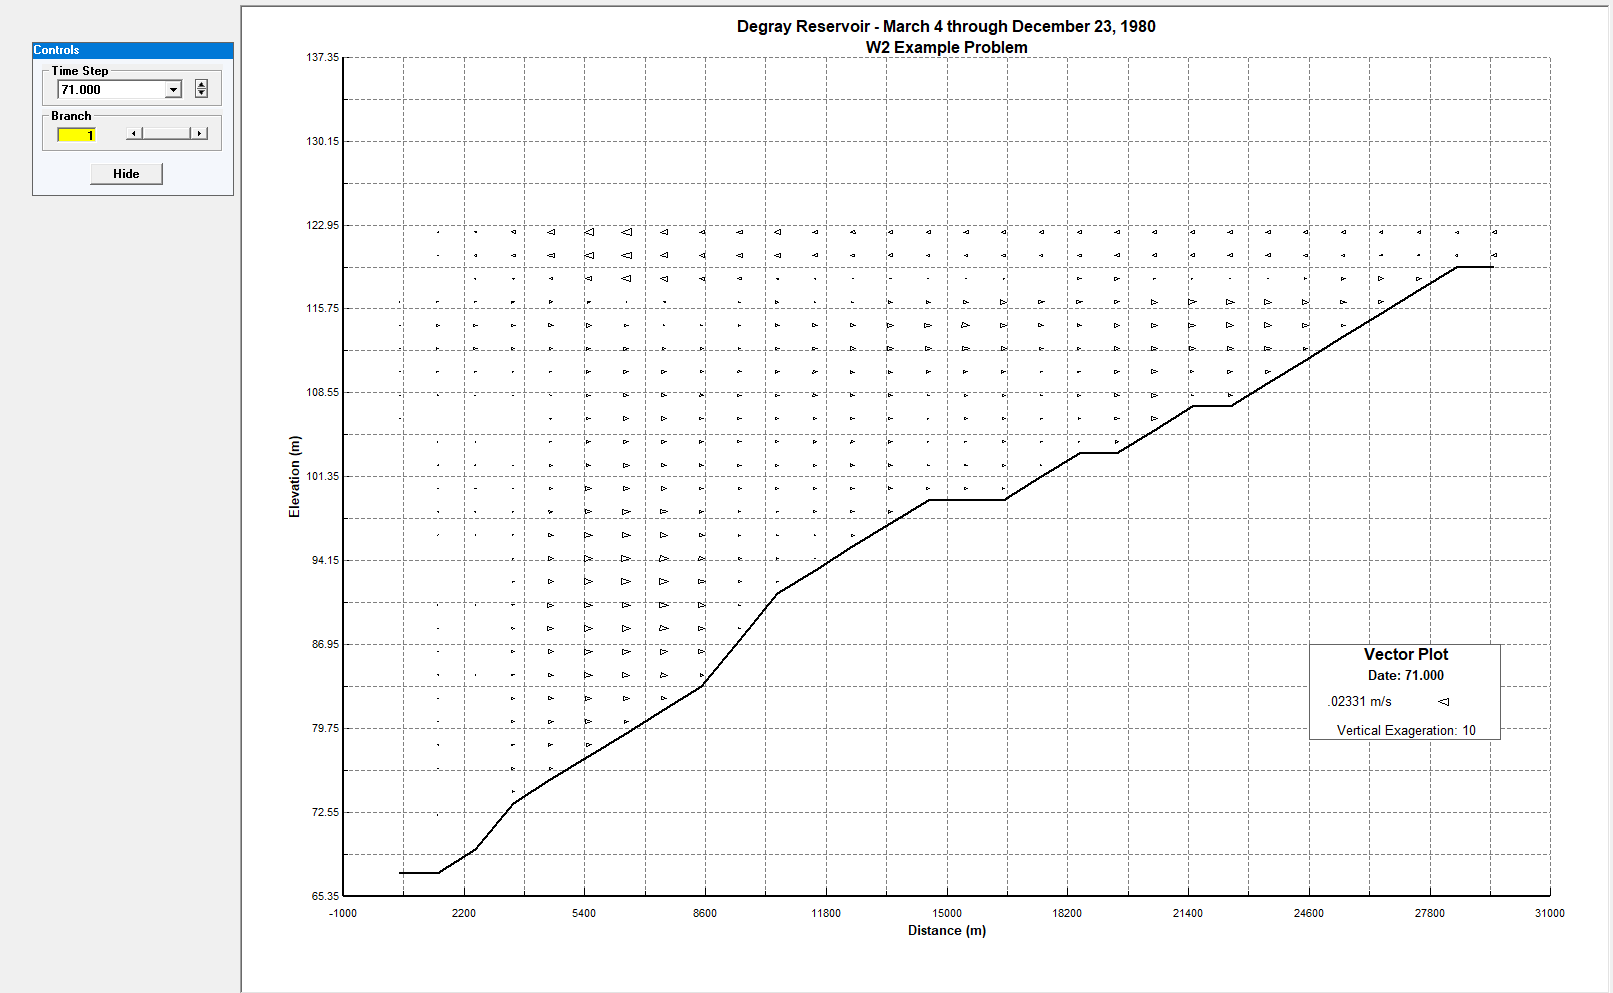 Controls
Time Step
71.000
Branch
1
Hide
Degray Reservoir - March 4 through December 23, 1980
W2 Example Problem
137.35
130.15
122.95
115.75
108.55
101.35
94.15
86.95
79.75
72.55
65.35
Elevation (m)
-1000 2200 5400 8600 11800 15000 18200 21400 24600 27800 31000
Distance (m)
Vector Plot
Date: 71.000
.02331 m/s
Vertical Exageration: 10